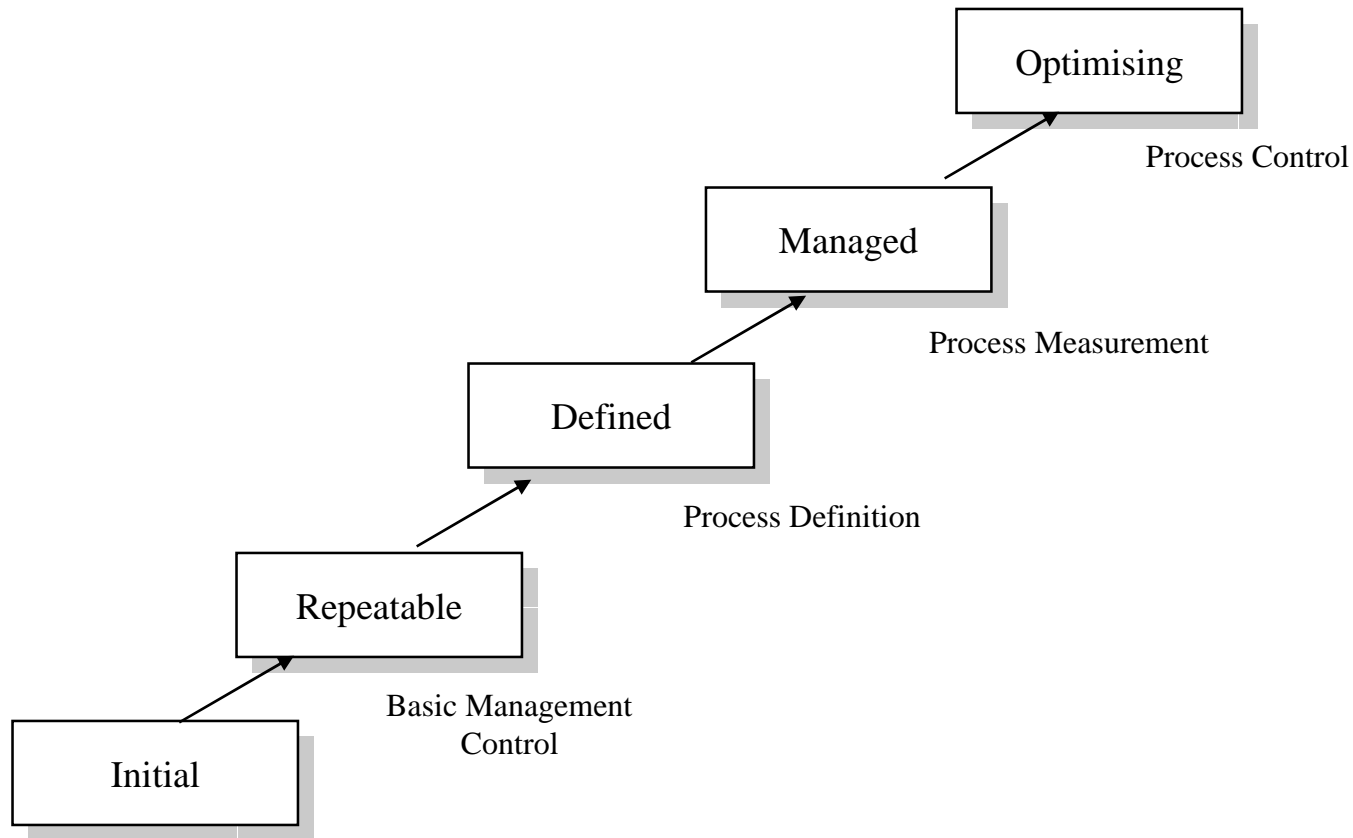 Optimising
Process Control
Managed
Process Measurement
Defined
Process Definition
Repeatable
Basic Management
Control
Initial